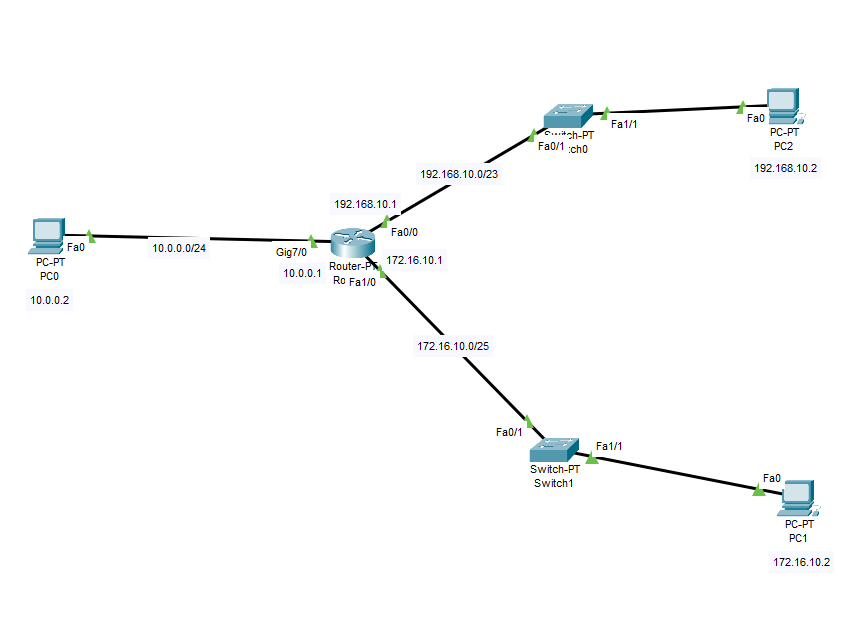 Fa1/1
Fa0
Switch-PT
Fa0/1
PC-PT
PC2
192.168.10.2
192.168.10.0/23
192.168.10.1
Fa0/0
Fa0
10.0.0.0/24
Gig7/0
172.16.10.1
PC-PT
PC0
10.0.0.1
Router-PT
Fa1/0
10.0.0.2
172.16.10.0/25
Fa0/1
Fa1/1
Switch-PT
Switch1
Fa0
PC-PT
PC1
172.16.10.2